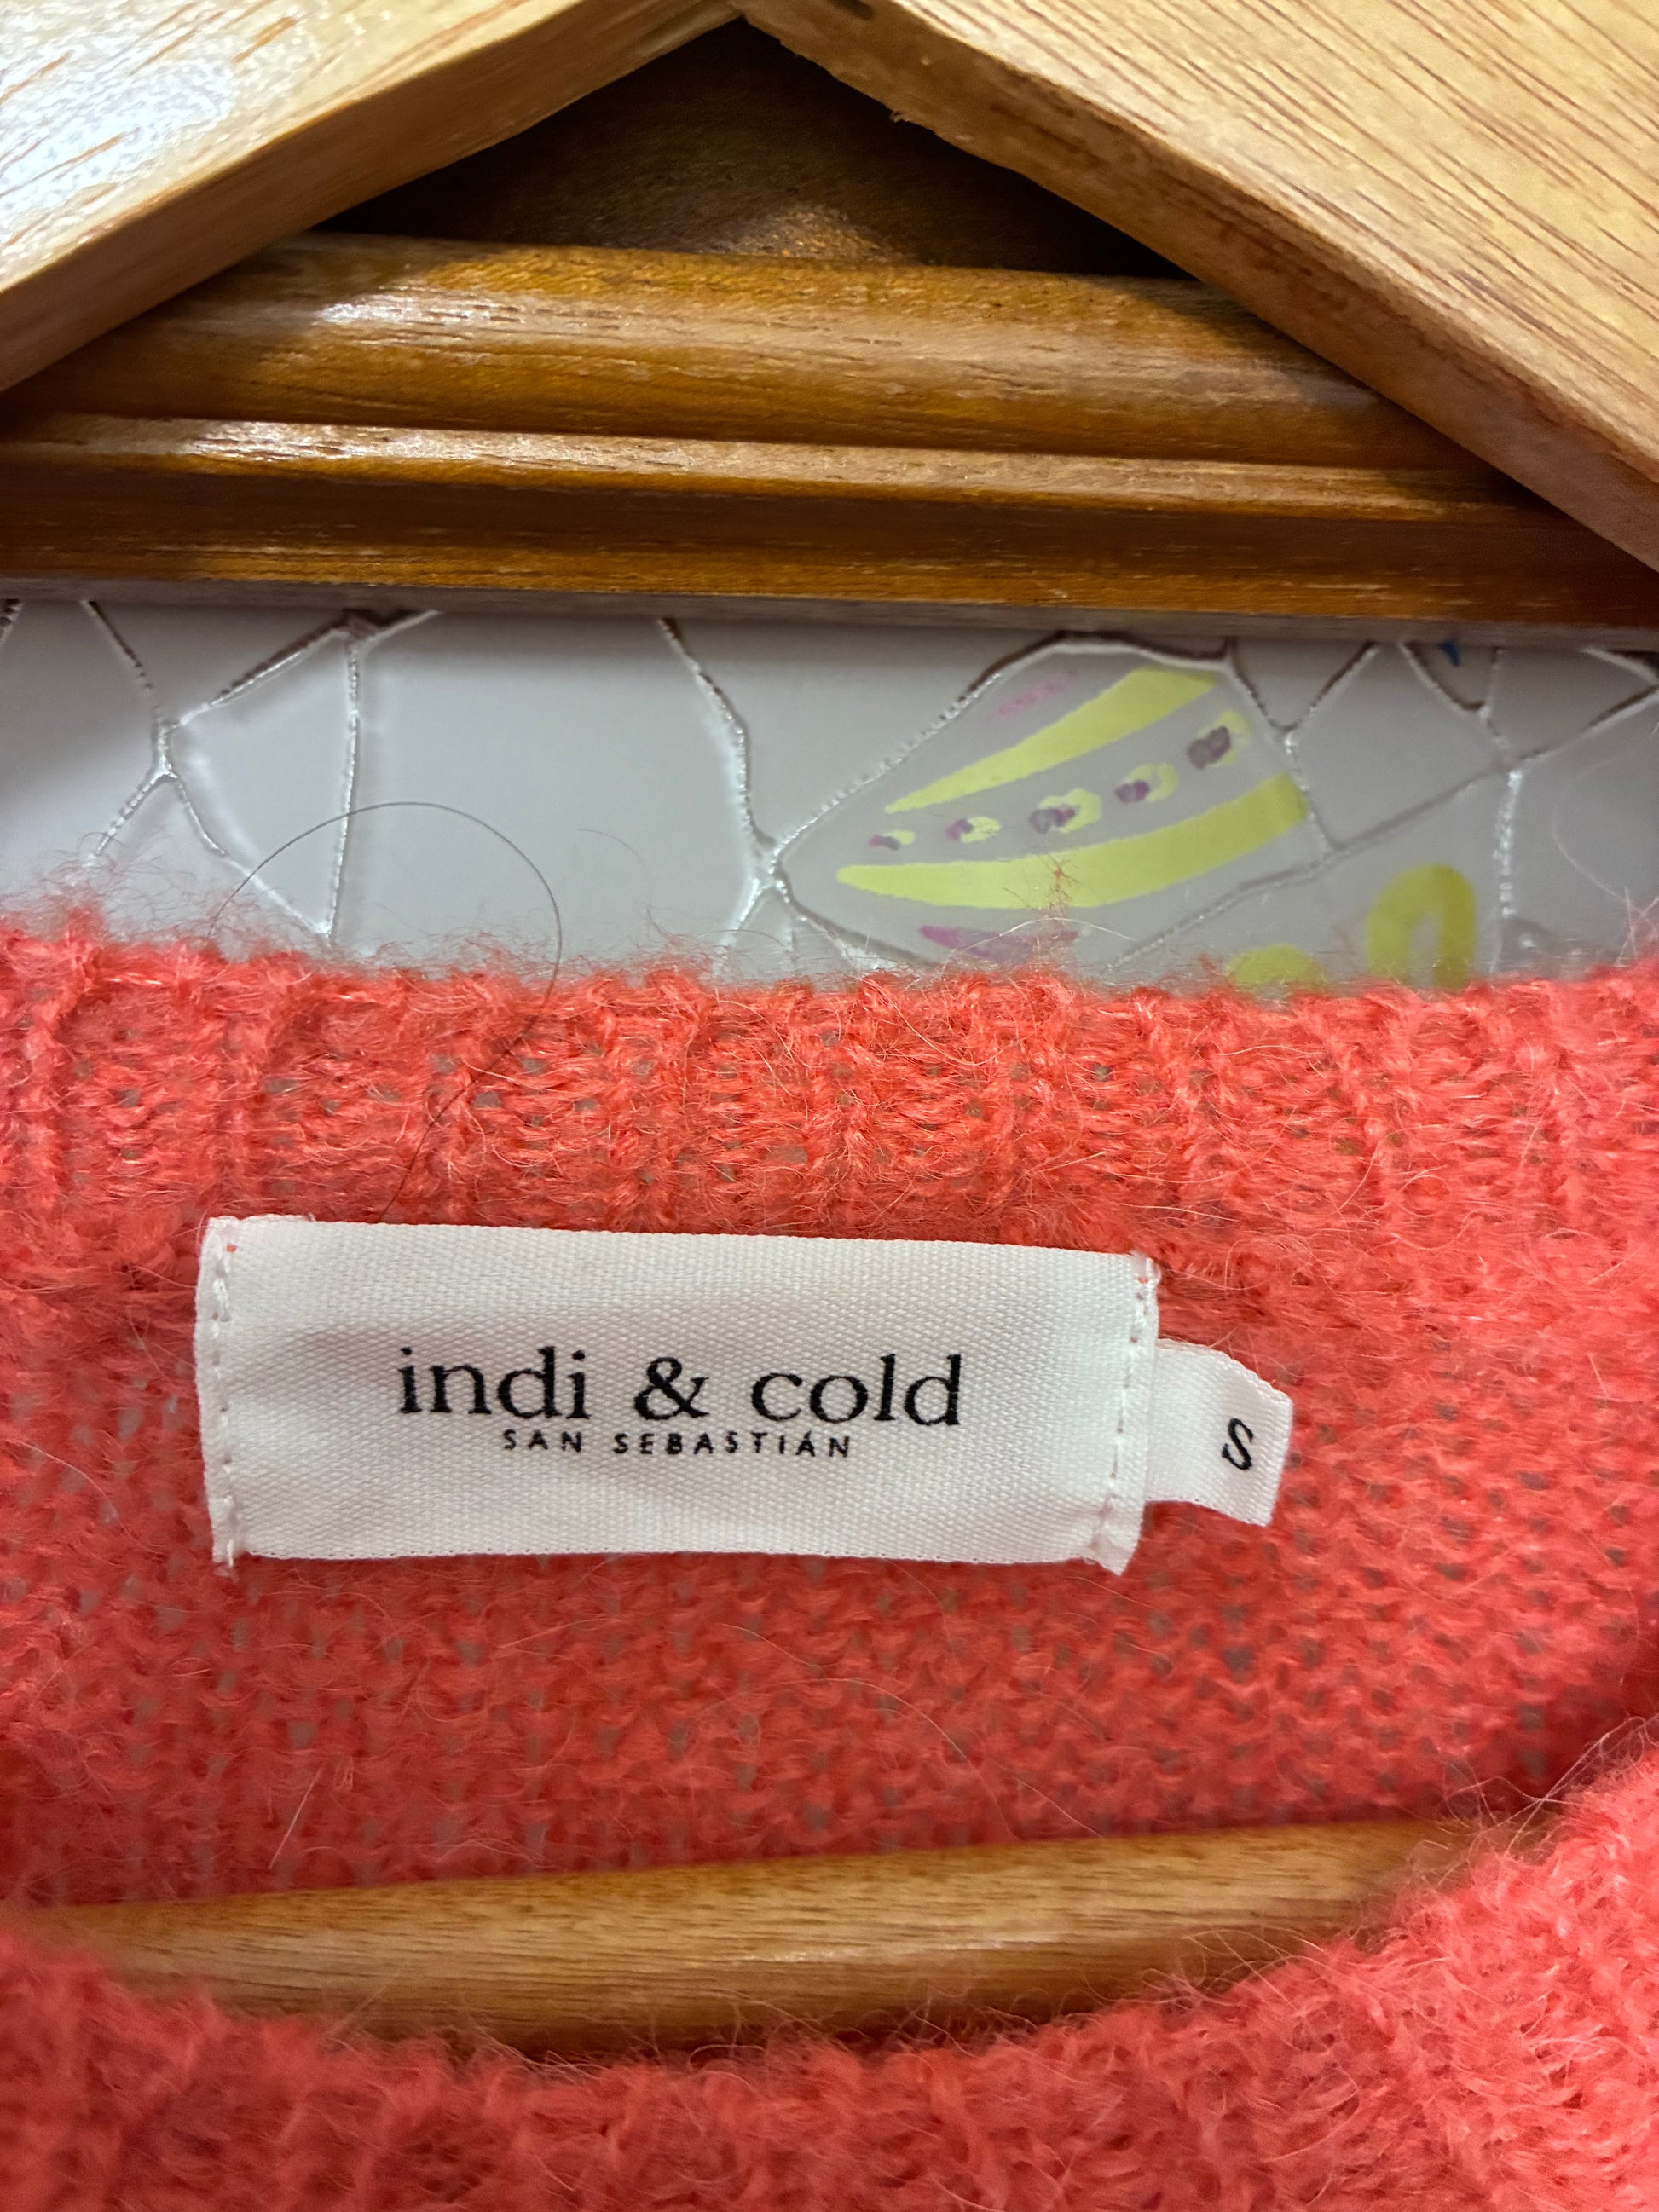 indi & cold
SAN SEBASTIÁN
S